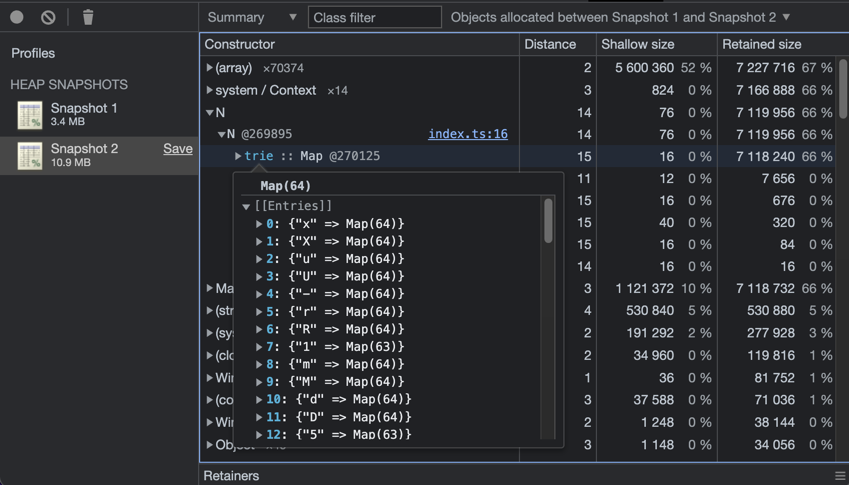 Summary ▼ Class filter Objects allocated between Snapshot 1 and Snapshot 2 ▼
Profiles
HEAP SNAPSHOTS
Snapshot 1
3.4 MB
Snapshot 2 Save
10.9 MB
Constructor Distance Shallow size Retained size
▶(array) ×70374 2 5 600 360 52 % 7 227 716 67 %
▶system / Context ×14 3 824 0 % 7 166 888 66 %
▼N 14 76 0 % 7 119 956 66 %
▼N @269895 index.ts:16 14 76 0 % 7 119 956 66 %
▶trie :: Map @270125 15 16 0 % 7 118 240 66 %
11 12 0 % 7 656 0 %
15 16 0 % 676 0 %
15 40 0 % 320 0 %
15 16 0 % 84 0 %
14 16 0 % 16 0 %
▶Ma 3 1 121 372 10 % 7 118 732 66 %
▶(str 4 530 840 5 % 530 880 5 %
▶(sys 2 191 292 2 % 277 928 3 %
▶(clo 2 34 960 0 % 119 816 1 %
▶Win 1 36 0 % 81 752 1 %
▶(co 3 37 588 0 % 71 036 1 %
▶Win 2 1 248 0 % 38 144 0 %
▶Object 3 1 148 0 % 34 056 0 %
Map(64)
▼[[Entries]]
▶0: {"x" => Map(64)}
▶1: {"X" => Map(64)}
▶2: {"u" => Map(64)}
▶3: {"U" => Map(64)}
▶4: {"-" => Map(64)}
▶5: {"r" => Map(64)}
▶6: {"R" => Map(64)}
▶7: {"1" => Map(63)}
▶8: {"m" => Map(64)}
▶9: {"M" => Map(64)}
▶10: {"d" => Map(64)}
▶11: {"D" => Map(64)}
▶12: {"5" => Map(63)}
Retainers